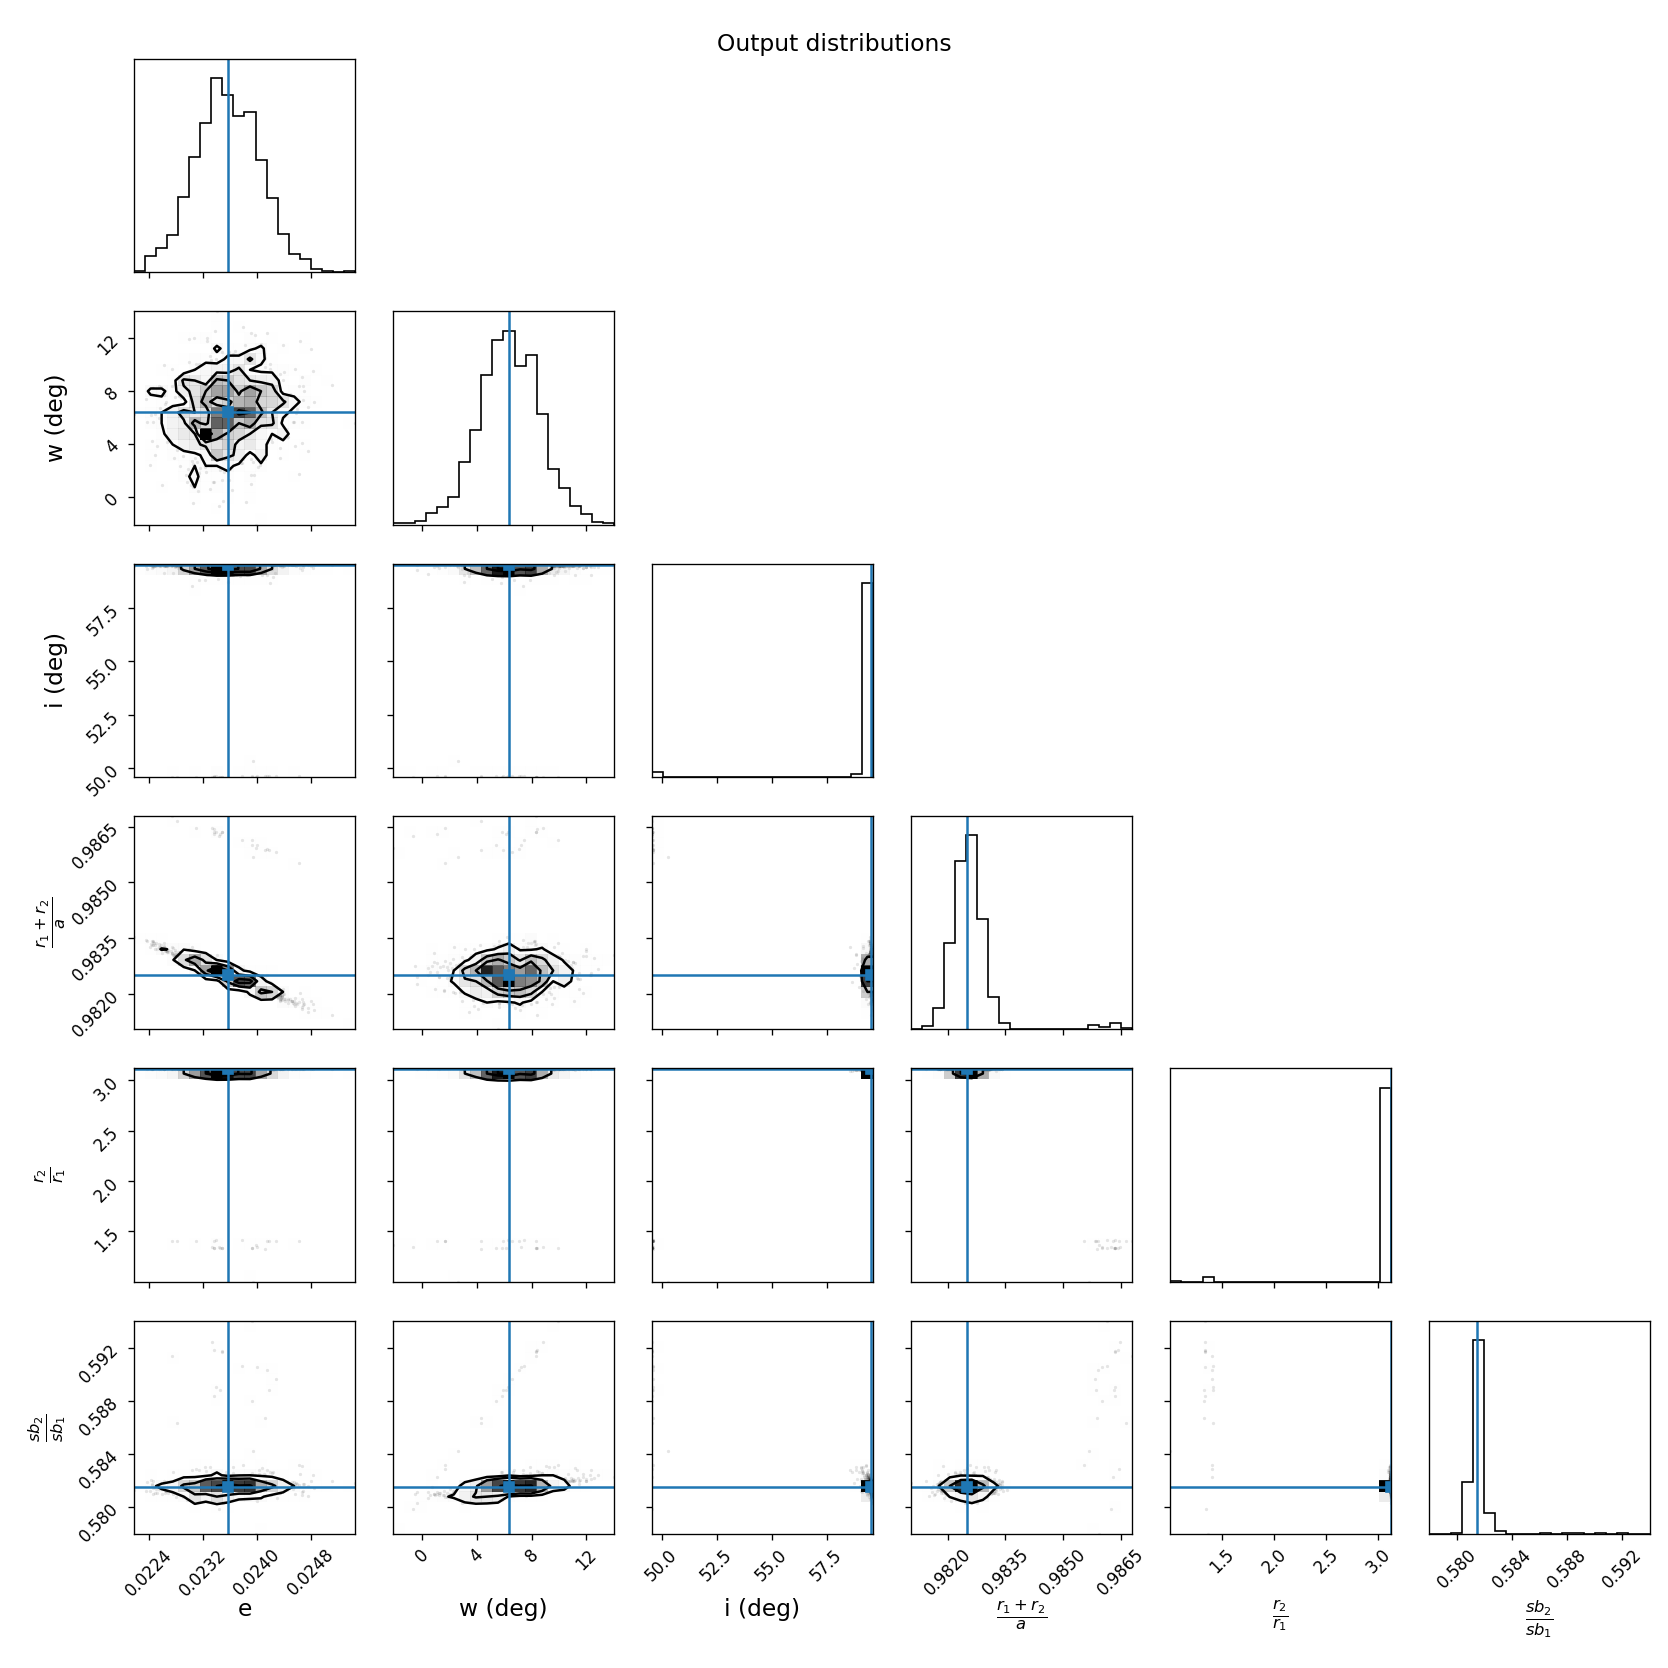 Output distributions
w (deg)
12
8
4
0
i (deg)
57.5
55.0
52.5
50.0
r1 + r2
a
0.9865
0.9850
0.9835
0.9820
r2
r1
3.0
2.5
2.0
1.5
sb2
sb1
0.592
0.588
0.584
0.580
0.0224 0.0232 0.0240 0.0248
0 4 8 12
50.0 52.5 55.0 57.5
0.9820 0.9835 0.9850 0.9865
1.5 2.0 2.5 3.0
0.580 0.584 0.588 0.592
e
w (deg)
i (deg)
r1 + r2
a
r2
r1
sb2
sb1